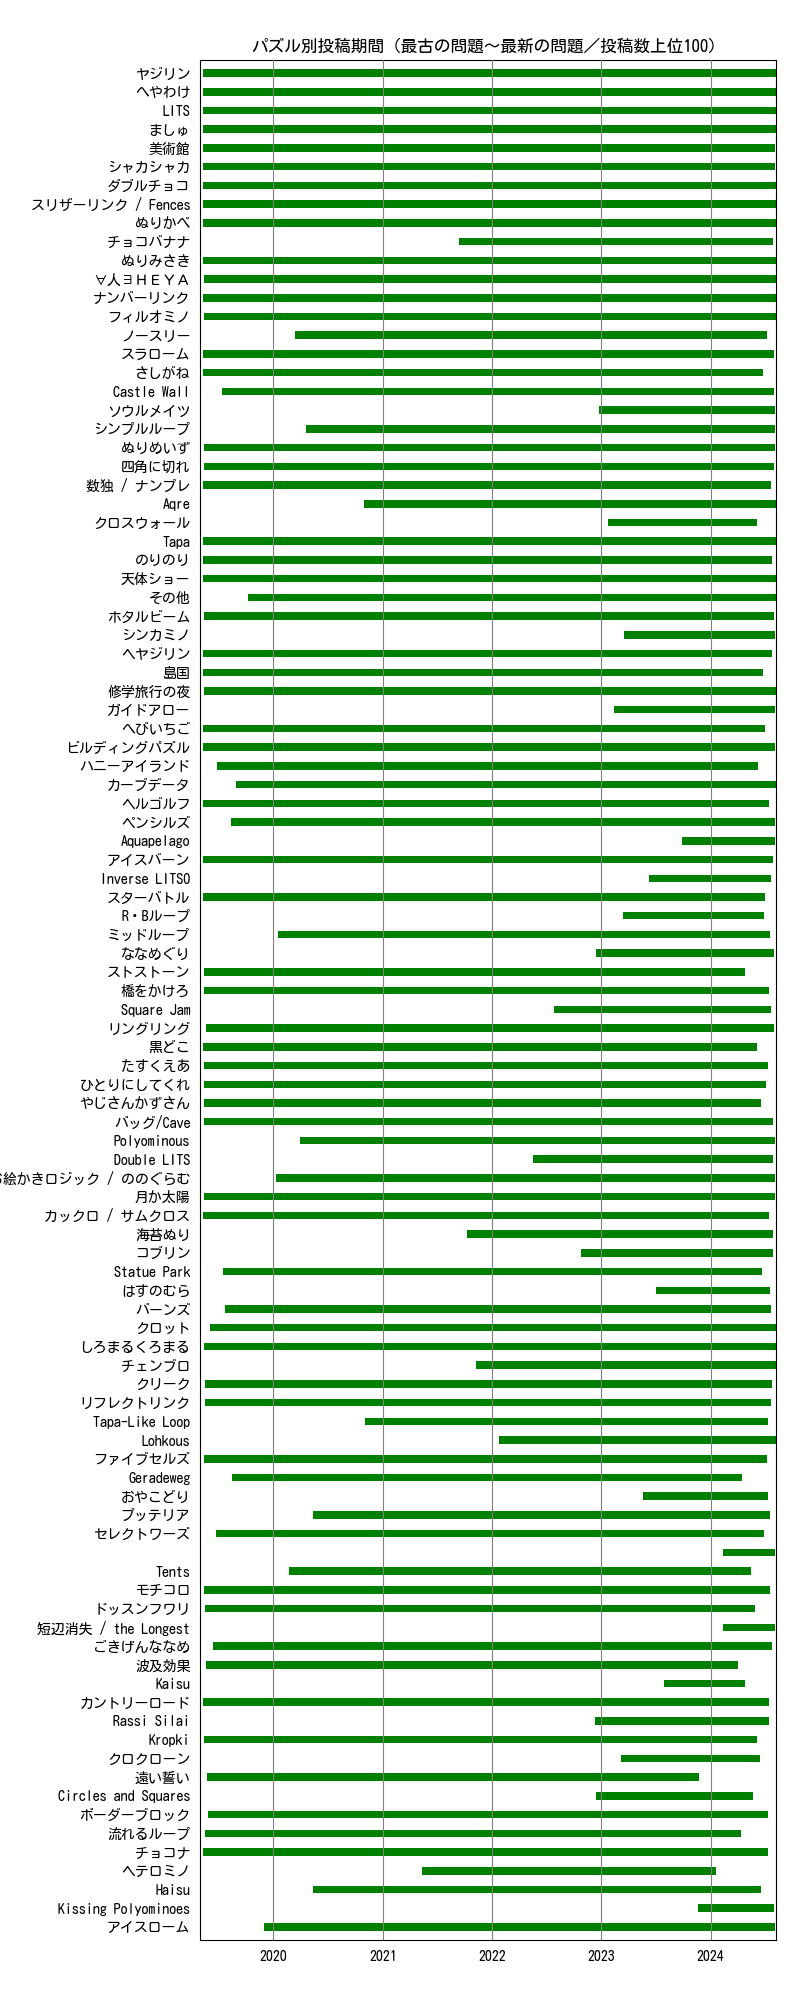 パズル別投稿期間（最古の問題～最新の問題／投稿数上位100）
ヤジリン
へやわけ
LITS
ましゅ
美術館
シャカシャカ
ダブルチョコ
スリザーリンク / Fences
ぬりかべ
チョコバナナ
ぬりみさき
∀人ヨＨＥＹＡ
ナンバーリンク
フィルオミノ
ノースリー
スラローム
さしがね
Castle Wall
ソウルメイツ
シンプルループ
ぬりめいず
四角に切れ
数独 / ナンプレ
Aqre
クロスウォール
Tapa
のりのり
天体ショー
その他
ホタルビーム
シンカミノ
ヘヤジリン
島国
修学旅行の夜
ガイドアロー
へびいちご
ビルディングパズル
ハニーアイランド
カーブデータ
ヘルゴルフ
ペンシルズ
Aquapelago
アイスバーン
Inverse LITSO
スターバトル
R・Bループ
ミッドループ
ななめぐり
ストストーン
橋をかけろ
Square Jam
リングリング
黒どこ
たすくえあ
ひとりにしてくれ
やじさんかずさん
バッグ/Cave
Polyominous
Double LITS
絵かきロジック / ののぐらむ
月か太陽
カックロ / サムクロス
海苔ぬり
コブリン
Statue Park
はすのむら
バーンズ
クロット
しろまるくろまる
チェンブロ
クリーク
リフレクトリンク
Tapa-Like Loop
Lohkous
ファイブセルズ
Geradeweg
おやこどり
プッテリア
セレクトワーズ
Tents
モチコロ
ドッスンフワリ
短辺消失 / the Longest
ごきげんななめ
波及効果
Kaisu
カントリーロード
Rassi Silai
Kropki
クロクローン
遠い誓い
Circles and Squares
ボーダーブロック
流れるループ
チョコナ
ヘテロミノ
Haisu
Kissing Polyominoes
アイスローム
2020 2021 2022 2023 2024